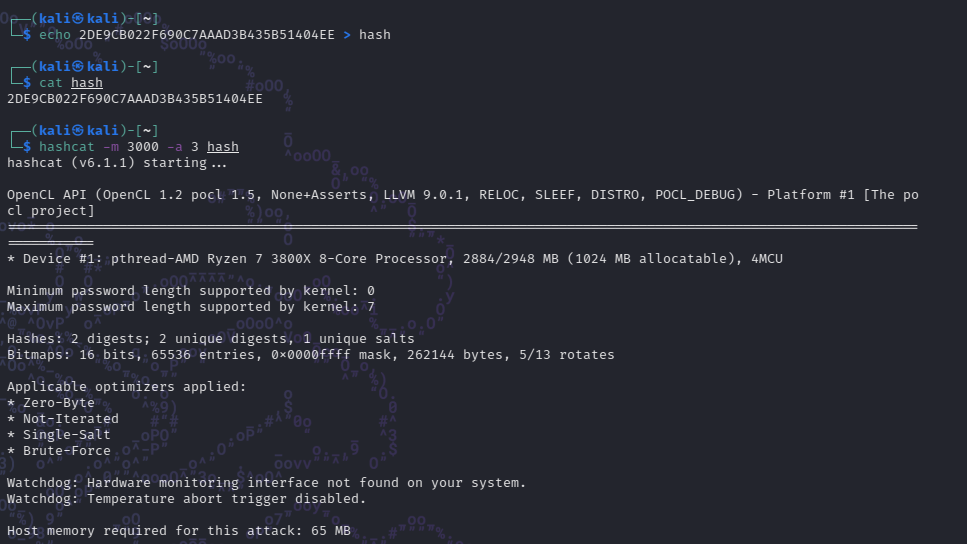 ┌──(kali㉿kali)-[~]
└─$ echo 2DE9CB022F690C7AAAD3B435B51404EE > hash
┌──(kali㉿kali)-[~]
└─$ cat hash
2DE9CB022F690C7AAAD3B435B51404EE
┌──(kali㉿kali)-[~]
└─$ hashcat -m 3000 -a 3 hash
hashcat (v6.1.1) starting...
OpenCL API (OpenCL 1.2 pocl 1.5, None+Asserts, LLVM 9.0.1, RELOC, SLEEF, DISTRO, POCL_DEBUG) - Platform #1 [The po
cl project]
* Device #1: pthread-AMD Ryzen 7 3800X 8-Core Processor, 2884/2948 MB (1024 MB allocatable), 4MCU
Minimum password length supported by kernel: 0
Maximum password length supported by kernel: 7
Hashes: 2 digests; 2 unique digests, 1 unique salts
Bitmaps: 16 bits, 65536 entries, 0x0000ffff mask, 262144 bytes, 5/13 rotates
Applicable optimizers applied:
* Zero-Byte
* Not-Iterated
* Single-Salt
* Brute-Force
Watchdog: Hardware monitoring interface not found on your system.
Watchdog: Temperature abort trigger disabled.
Host memory required for this attack: 65 MB